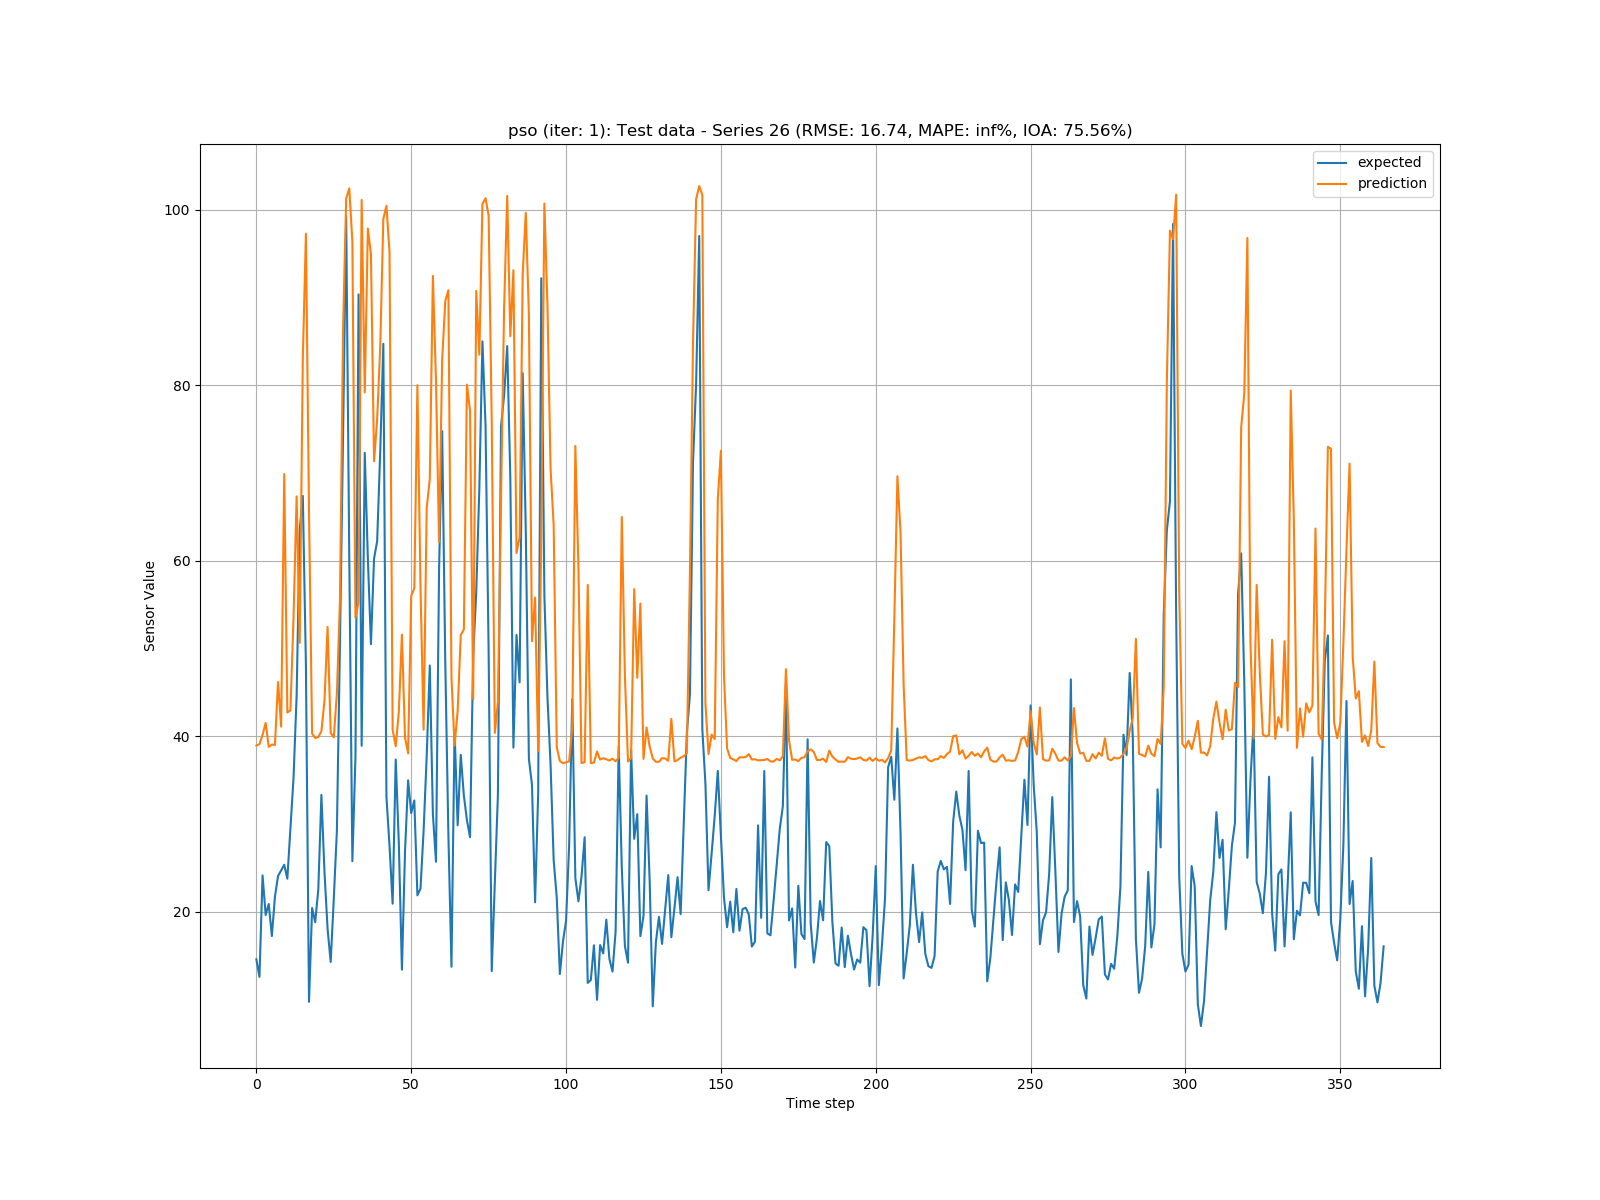 pso (iter: 1): Test data - Series 26 (RMSE: 16.74, MAPE: inf%, IOA: 75.56%)
expected
prediction
100
80
60
40
20
Sensor Value
0 50 100 150 200 250 300 350
Time step